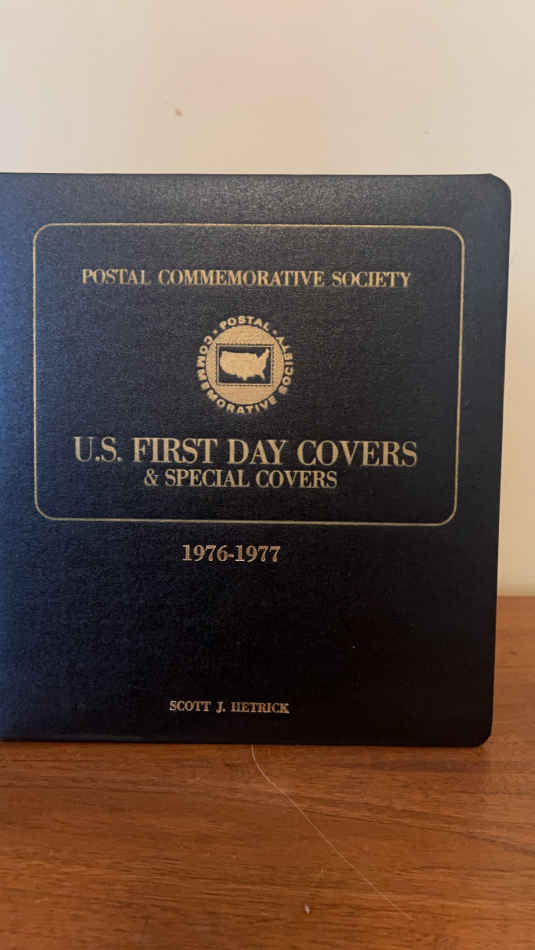 POSTAL COMMEMORATIVE SOCIETY
• POSTAL •
COMMEMORATIVE SOCIETY
U.S. FIRST DAY COVERS
& SPECIAL COVERS
1976-1977
SCOTT J. HETRICK